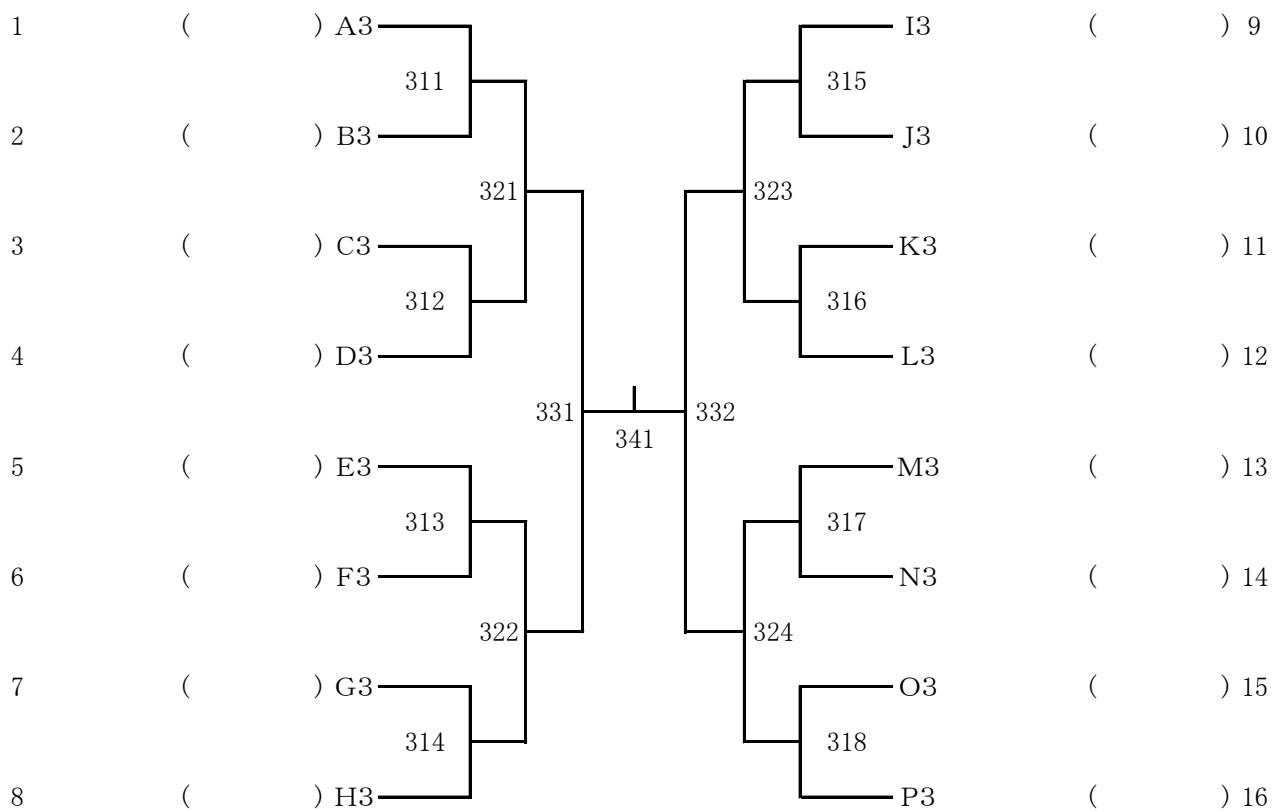 1 ( ) A3 I3 ( ) 9
311 315
2 ( ) B3 J3 ( ) 10
321 323
3 ( ) C3 K3 ( ) 11
312 316
4 ( ) D3 L3 ( ) 12
331 332
341
5 ( ) E3 M3 ( ) 13
313 317
6 ( ) F3 N3 ( ) 14
322 324
7 ( ) G3 O3 ( ) 15
314 318
8 ( ) H3 P3 ( ) 16